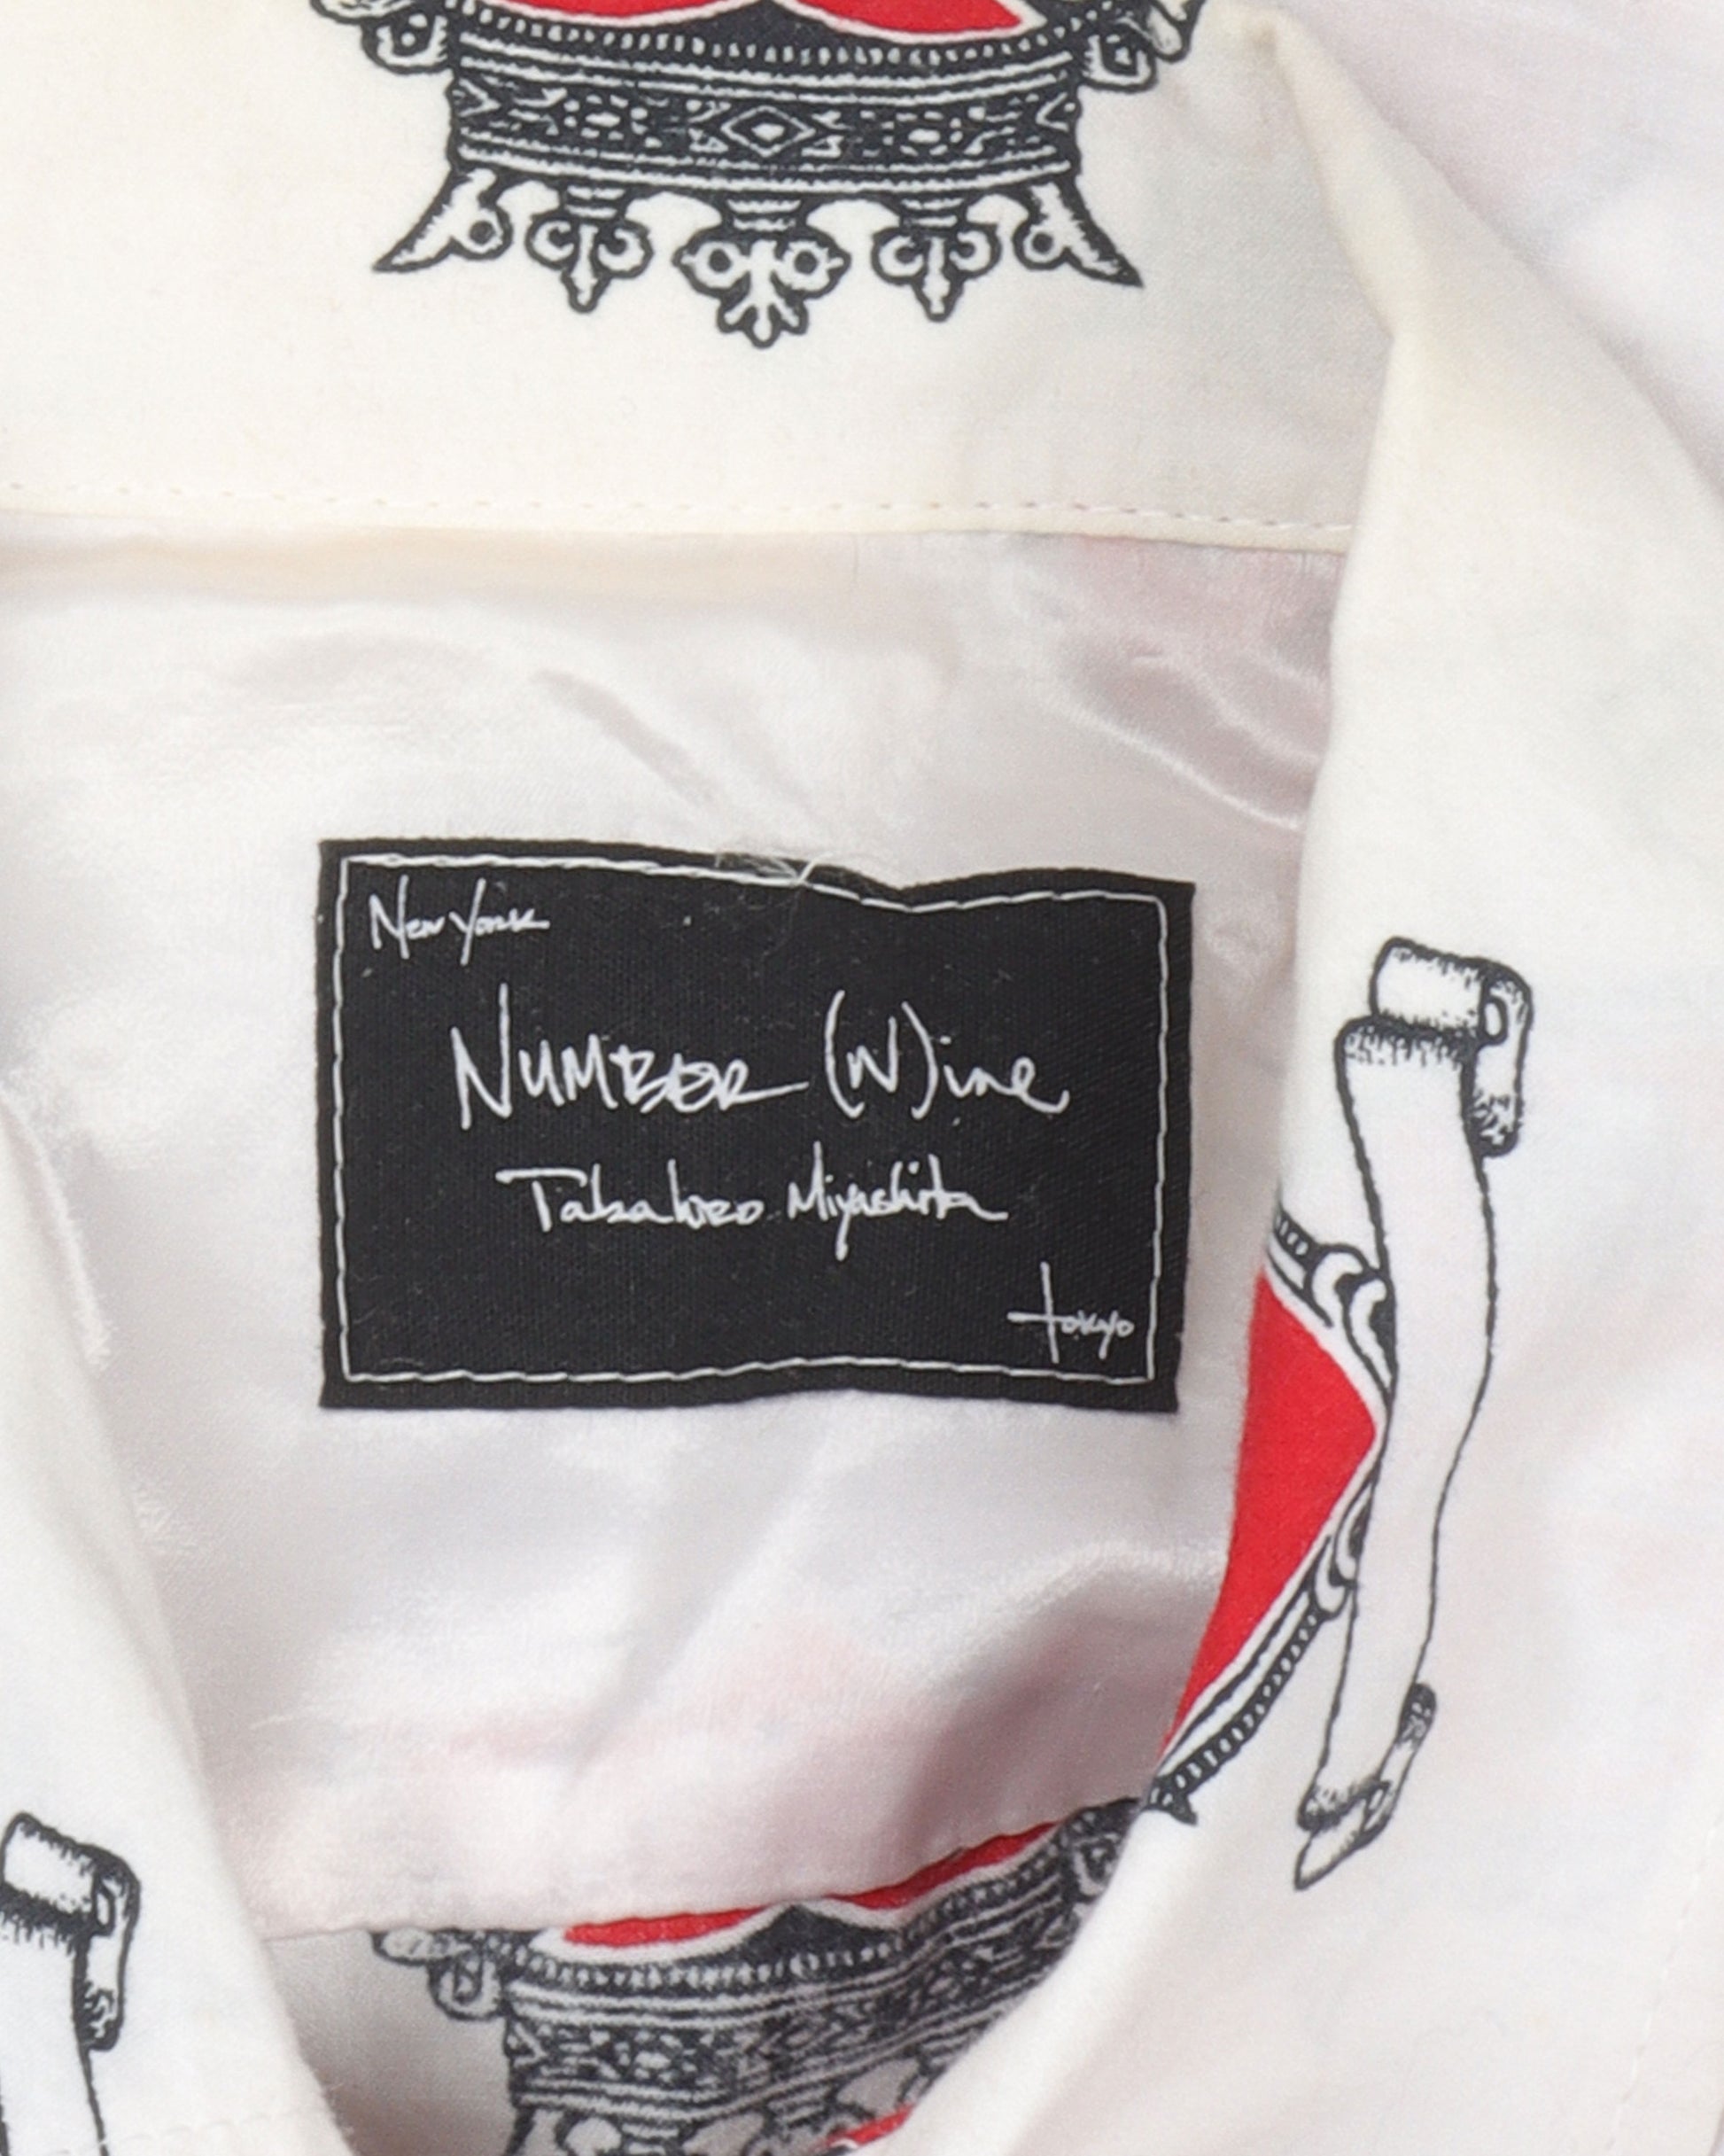 New York
NUMBER (N)ine
Takahiro Miyashita
tokyo